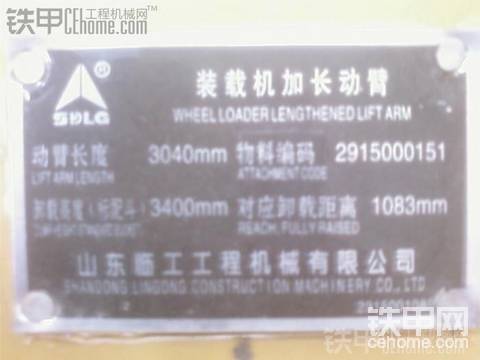 铁甲工程机械网
CEhome.com
SDLG ®
装载机加长动臂
WHEEL LOADER LENGTHENED LIFT ARM
动臂长度 3040mm 物料编码 2915000151
LIFT ARM LENGTH ATTACHMENT CODE
卸载高度(标配斗) 3400mm 对应卸载距离 1083mm
REACH, FULLY RAISED
山东临工工程机械有限公司
SHANDONG LINGONG CONSTRUCTION MACHINERY CO., LTD.
铁甲网
cehome.com